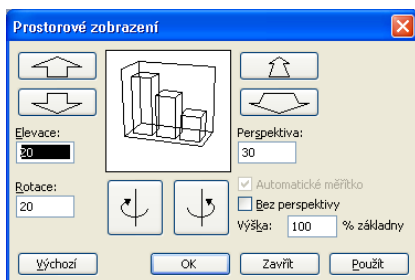 Prostorové zobrazení
Elevace:
20
Perspektiva:
30
Rotace:
20
Automatické měřítko
Bez perspektivy
Výška: 100 % základny
Výchozí
OK
Zavřít
Použít